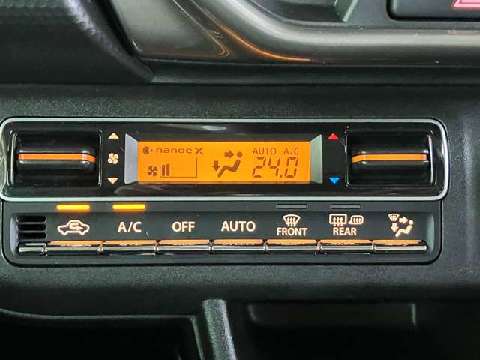 nanoe X AUTO A/C
24.0
A/C OFF AUTO FRONT REAR